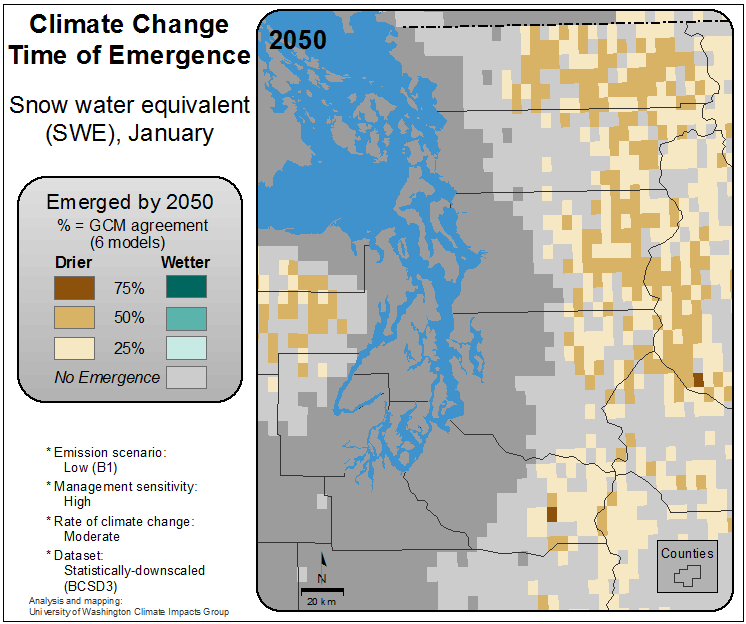 Climate Change
Time of Emergence
Snow water equivalent
(SWE), January
Emerged by 2050
% = GCM agreement
(6 models)
Drier Wetter
75%
50%
25%
No Emergence
* Emission scenario:
Low (B1)
* Management sensitivity:
High
* Rate of climate change:
Moderate
* Dataset:
Statistically-downscaled
(BCSD3)
Analysis and mapping:
University of Washington Climate Impacts Group
2050
N
20 km
Counties